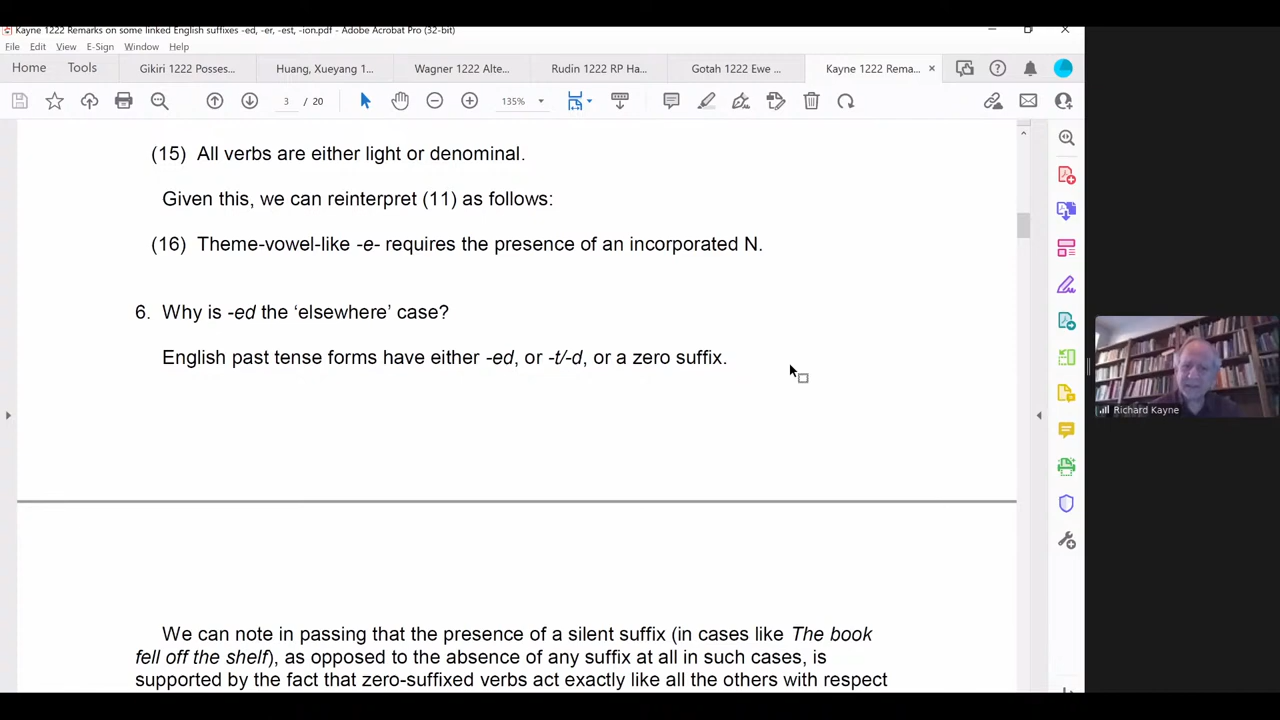 Kayne 1222 Remarks on some linked English suffixes -ed, -er, -est, -ion.pdf - Adobe Acrobat Pro (32-bit)
File Edit View E-Sign Window Help
Home Tools Gikiri 1222 Posses... Huang, Xueyang 1... Wagner 1222 Alte... Rudin 1222 RP Ha... Gotah 1222 Ewe ... Kayne 1222 Rema...
3 / 20 135%
(15) All verbs are either light or denominal.
Given this, we can reinterpret (11) as follows:
(16) Theme-vowel-like -e- requires the presence of an incorporated N.
6. Why is -ed the ‘elsewhere’ case?
English past tense forms have either -ed, or -t/-d, or a zero suffix.
Richard Kayne
We can note in passing that the presence of a silent suffix (in cases like The book
fell off the shelf), as opposed to the absence of any suffix at all in such cases, is
supported by the fact that zero-suffixed verbs act exactly like all the others with respect